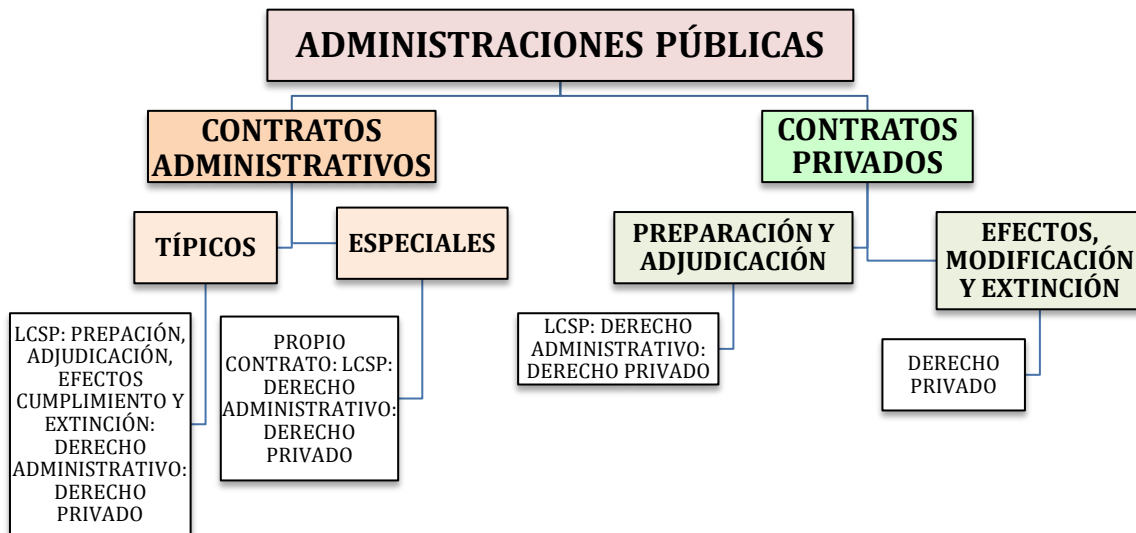 ADMINISTRACIONES PÚBLICAS
CONTRATOS
ADMINISTRATIVOS
CONTRATOS
PRIVADOS
TÍPICOS
ESPECIALES
PREPARACIÓN Y
ADJUDICACIÓN
EFECTOS,
MODIFICACIÓN
Y EXTINCIÓN
LCSP: PREPACIÓN,
ADJUDICACIÓN,
EFECTOS
CUMPLIMIENTO Y
EXTINCIÓN:
DERECHO
ADMINISTRATIVO:
DERECHO
PRIVADO
PROPIO
CONTRATO: LCSP:
DERECHO
ADMINISTRATIVO:
DERECHO
PRIVADO
LCSP: DERECHO
ADMINISTRATIVO:
DERECHO PRIVADO
DERECHO
PRIVADO